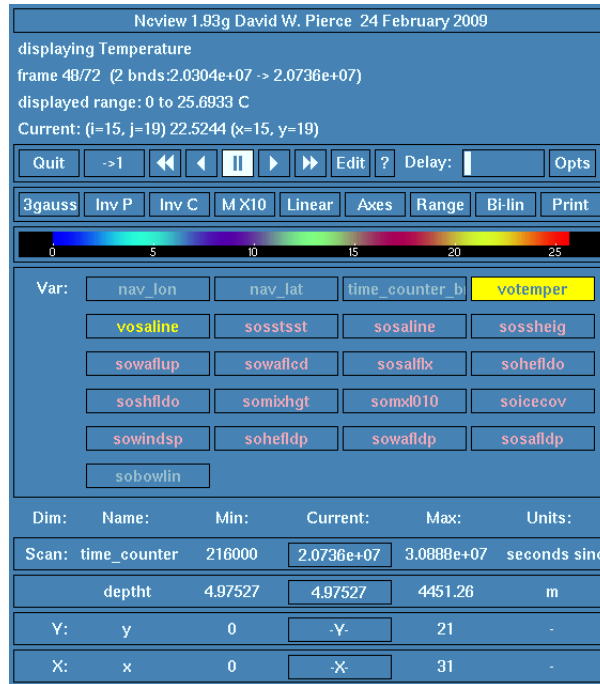 Ncview 1.93g David W. Pierce 24 February 2009
displaying Temperature
frame 48/72 (2 bnds:2.0304e+07 -> 2.0736e+07)
displayed range: 0 to 25.6933 C
Current: (i=15, j=19) 22.5244 (x=15, y=19)
Quit ->1 Edit ? Delay: Opts
3gauss Inv P Inv C M X10 Linear Axes Range Bi-lin Print
0 5 10 15 20 25
Var: nav_lon nav_lat time_counter_b votemper
vosaline sosstsst sosaline sossheig
sowaflup sowaflcd sosalflx sohefldo
soshfldo somixhgt somxl010 soicecov
sowindsp sohefldp sowafldp sosafldp
sobowlin
Dim: Name: Min: Current: Max: Units:
Scan: time_counter 216000 2.0736e+07 3.0888e+07 seconds sinc
deptht 4.97527 4.97527 4451.26 m
Y: y 0 -Y- 21 -
X: x 0 -X- 31 -